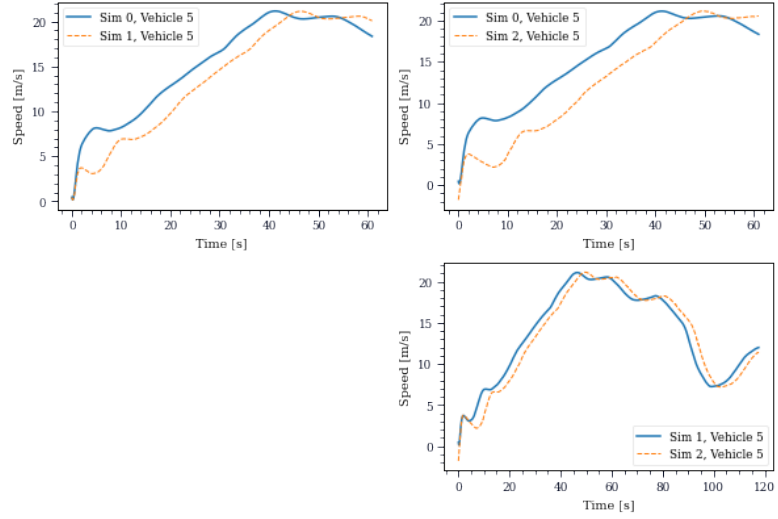 Sim 0, Vehicle 5
Sim 1, Vehicle 5
Speed [m/s]
20
15
10
5
0
0 10 20 30 40 50 60
Time [s]
Sim 0, Vehicle 5
Sim 2, Vehicle 5
Speed [m/s]
20
15
10
5
0
0 10 20 30 40 50 60
Time [s]
Speed [m/s]
20
15
10
5
0
Sim 1, Vehicle 5
Sim 2, Vehicle 5
0 20 40 60 80 100 120
Time [s]